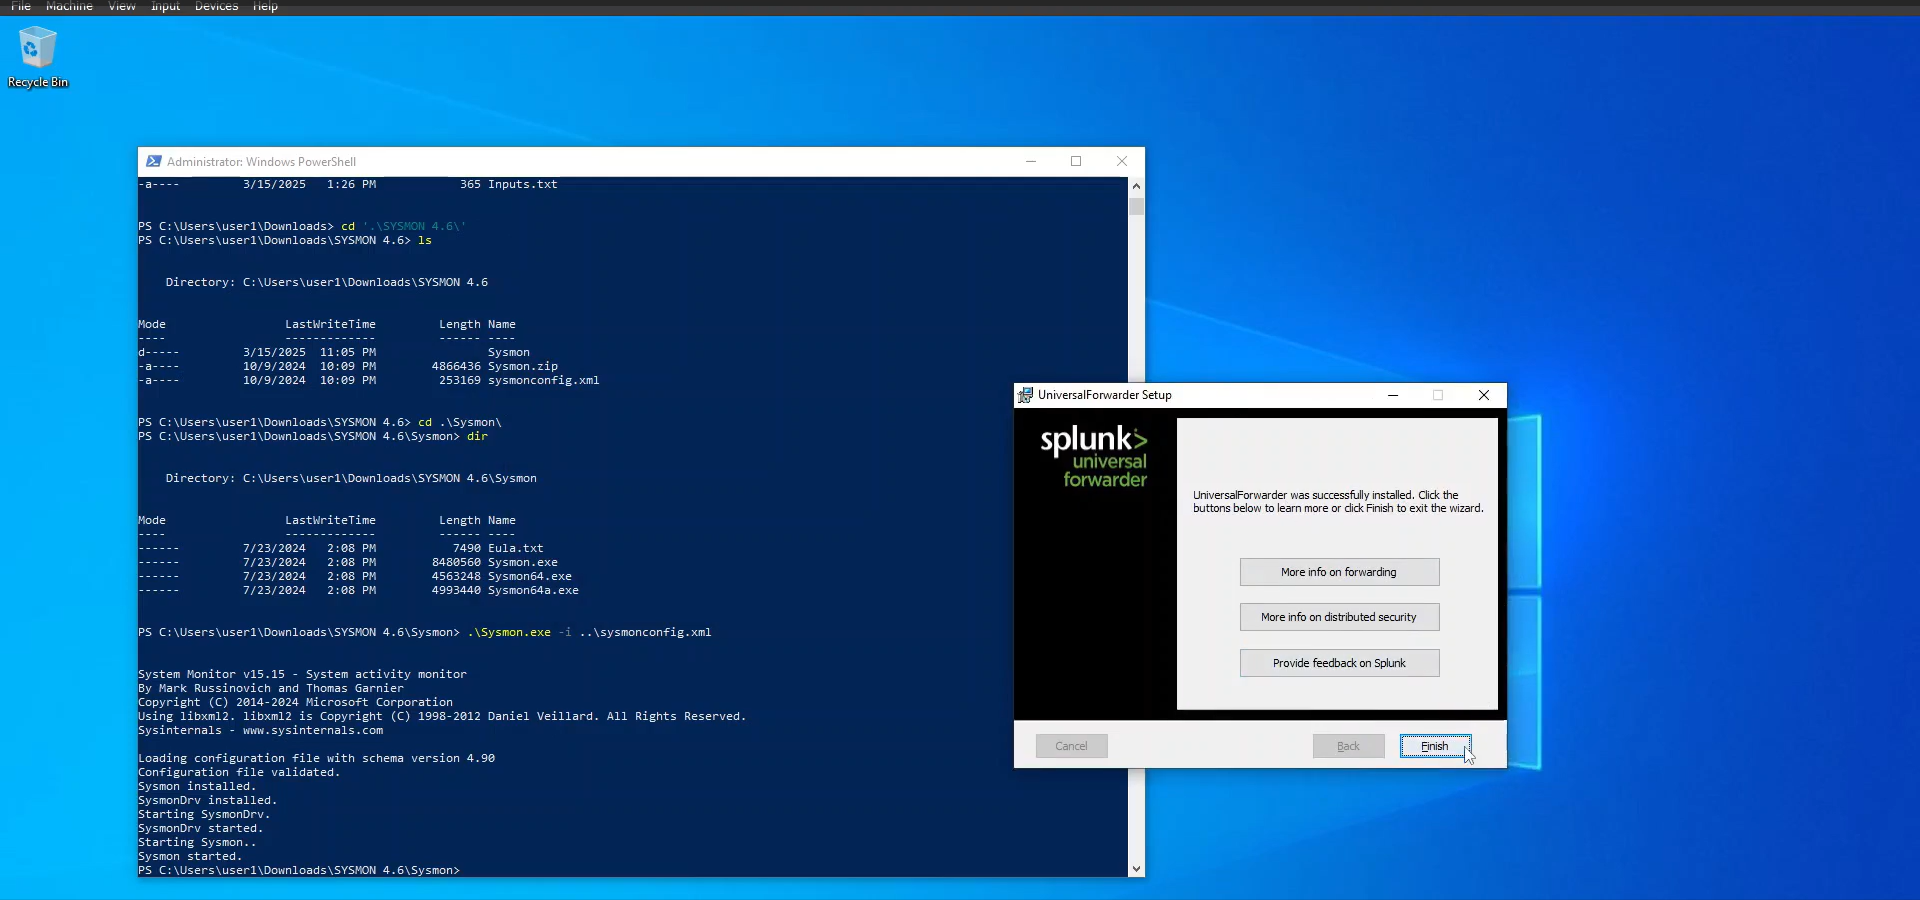 File Machine View Input Devices Help
Recycle Bin
Administrator: Windows PowerShell
-a---- 3/15/2025 1:26 PM 365 Inputs.txt
PS C:\Users\user1\Downloads> cd '.\SYSMON 4.6\'
PS C:\Users\user1\Downloads\SYSMON 4.6> ls
Directory: C:\Users\user1\Downloads\SYSMON 4.6
Mode LastWriteTime Length Name
---- ------------- ------ ----
d----- 3/15/2025 11:05 PM Sysmon
-a---- 10/9/2024 10:09 PM 4866436 Sysmon.zip
-a---- 10/9/2024 10:09 PM 253169 sysmonconfig.xml
PS C:\Users\user1\Downloads\SYSMON 4.6> cd .\Sysmon\
PS C:\Users\user1\Downloads\SYSMON 4.6\Sysmon> dir
Directory: C:\Users\user1\Downloads\SYSMON 4.6\Sysmon
Mode LastWriteTime Length Name
---- ------------- ------ ----
------ 7/23/2024 2:08 PM 7490 Eula.txt
------ 7/23/2024 2:08 PM 8480560 Sysmon.exe
------ 7/23/2024 2:08 PM 4563248 Sysmon64.exe
------ 7/23/2024 2:08 PM 4993440 Sysmon64a.exe
PS C:\Users\user1\Downloads\SYSMON 4.6\Sysmon> .\Sysmon.exe -i ..\sysmonconfig.xml
System Monitor v15.15 - System activity monitor
By Mark Russinovich and Thomas Garnier
Copyright (C) 2014-2024 Microsoft Corporation
Using libxml2. libxml2 is Copyright (C) 1998-2012 Daniel Veillard. All Rights Reserved.
Sysinternals - www.sysinternals.com
Loading configuration file with schema version 4.90
Configuration file validated.
Sysmon installed.
SysmonDrv installed.
Starting SysmonDrv.
SysmonDrv started.
Starting Sysmon..
Sysmon started.
PS C:\Users\user1\Downloads\SYSMON 4.6\Sysmon>
UniversalForwarder Setup
splunk>
universal
forwarder
UniversalForwarder was successfully installed. Click the
buttons below to learn more or click Finish to exit the wizard.
More info on forwarding
More info on distributed security
Provide feedback on Splunk
Cancel Back Finish